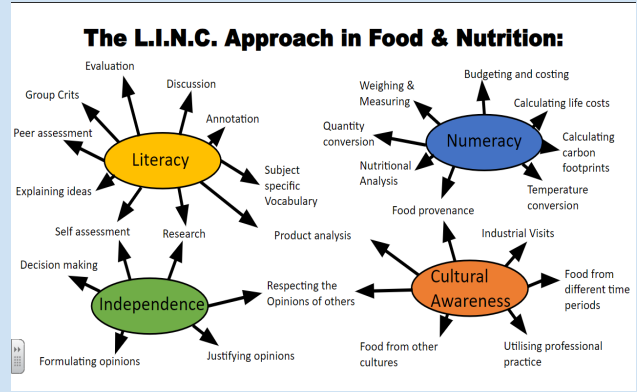 The L.I.N.C. Approach in Food & Nutrition:
Evaluation
Group Crits
Discussion
Peer assessment
Annotation
Literacy
Explaining ideas
Subject
specific
Vocabulary
Self assessment
Research
Product analysis
Budgeting and costing
Weighing &
Measuring
Calculating life costs
Quantity
conversion
Numeracy
Calculating
carbon
footprints
Nutritional
Analysis
Temperature
conversion
Food provenance
Decision making
Independence
Respecting the
Opinions of others
Formulating opinions
Justifying opinions
Industrial Visits
Cultural
Awareness
Food from
different time
periods
Food from other
cultures
Utilising professional
practice